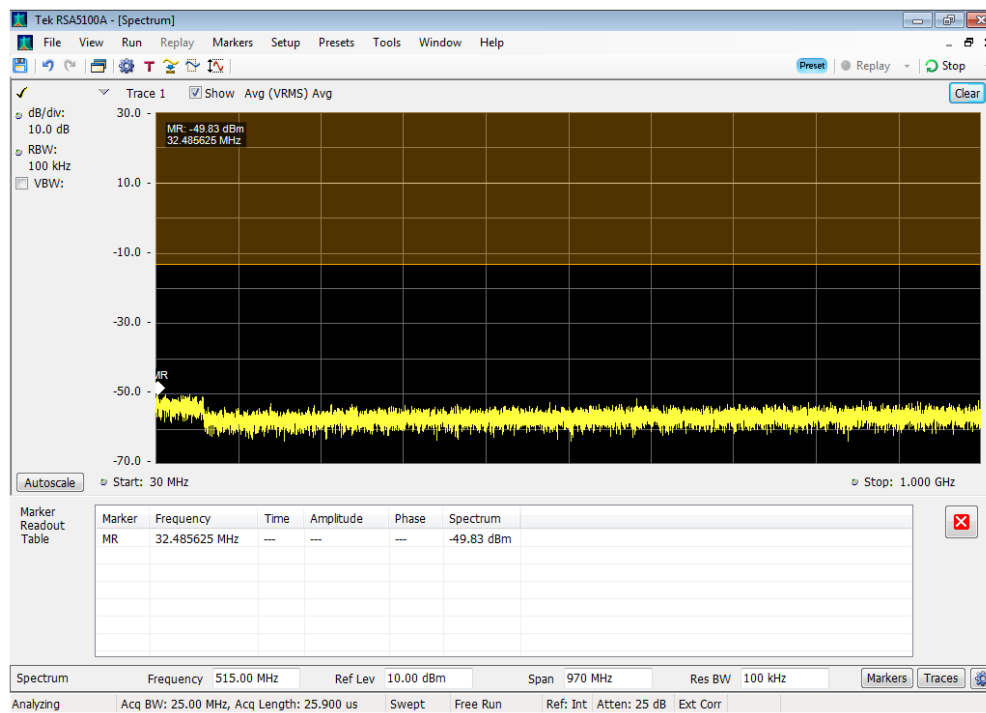 Tek RSA5100A - [Spectrum]
File View Run Replay Markers Setup Presets Tools Window Help
T Preset Replay Stop
Trace 1 Show Avg (VRMS) Avg Clear
dB/div:
10.0 dB
RBW:
100 kHz
VBW:
30.0 -
10.0 -
-10.0 -
-30.0 -
-50.0 -
-70.0 -
MR: -49.83 dBm
32.485625 MHz
MR
Autoscale Start: 30 MHz Stop: 1.000 GHz
Marker
Readout
Table
Marker Frequency Time Amplitude Phase Spectrum
MR 32.485625 MHz --- --- --- -49.83 dBm
Spectrum Frequency 515.00 MHz Ref Lev 10.00 dBm Span 970 MHz Res BW 100 kHz Markers Traces
Analyzing Acq BW: 25.00 MHz, Acq Length: 25.900 us Swept Free Run Ref: Int Atten: 25 dB Ext Corr